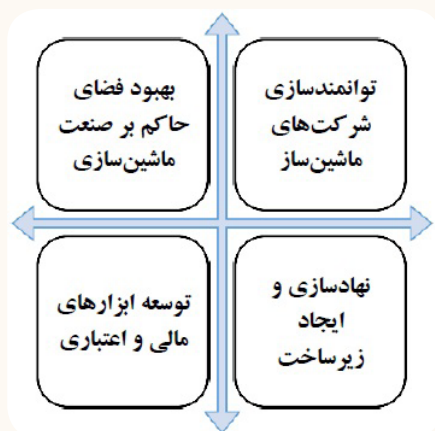 توانمندسازی
شرکت‌های
ماشین‌ساز
بهبود فضای
حاکم بر صنعت
ماشین‌سازی
نهادسازی و
ایجاد
زیرساخت
توسعه ابزارهای
مالی و اعتباری